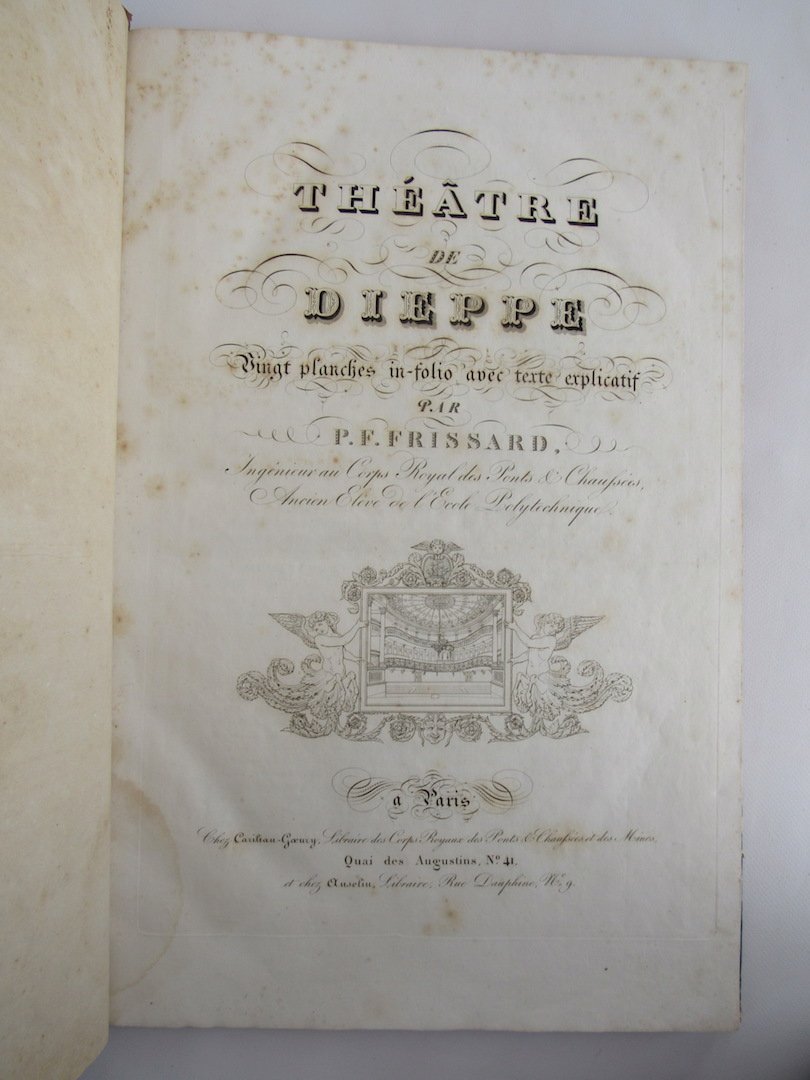 THÉÂTRE
DE
DIEPPE
Vingt planches in-folio avec texte explicatif
PAR
P. F. FRISSARD,
Ingénieur au Corps Royal des Ponts & Chaussées,
Ancien Elève de l'Ecole Polytechnique.
à Paris
Chez Carilian-Gœury, Libraire des Corps Royaux des Ponts & Chaussées et des Mines,
Quai des Augustins, No. 41.
et chez Anselin, Libraire, Rue Dauphine, No. 9.